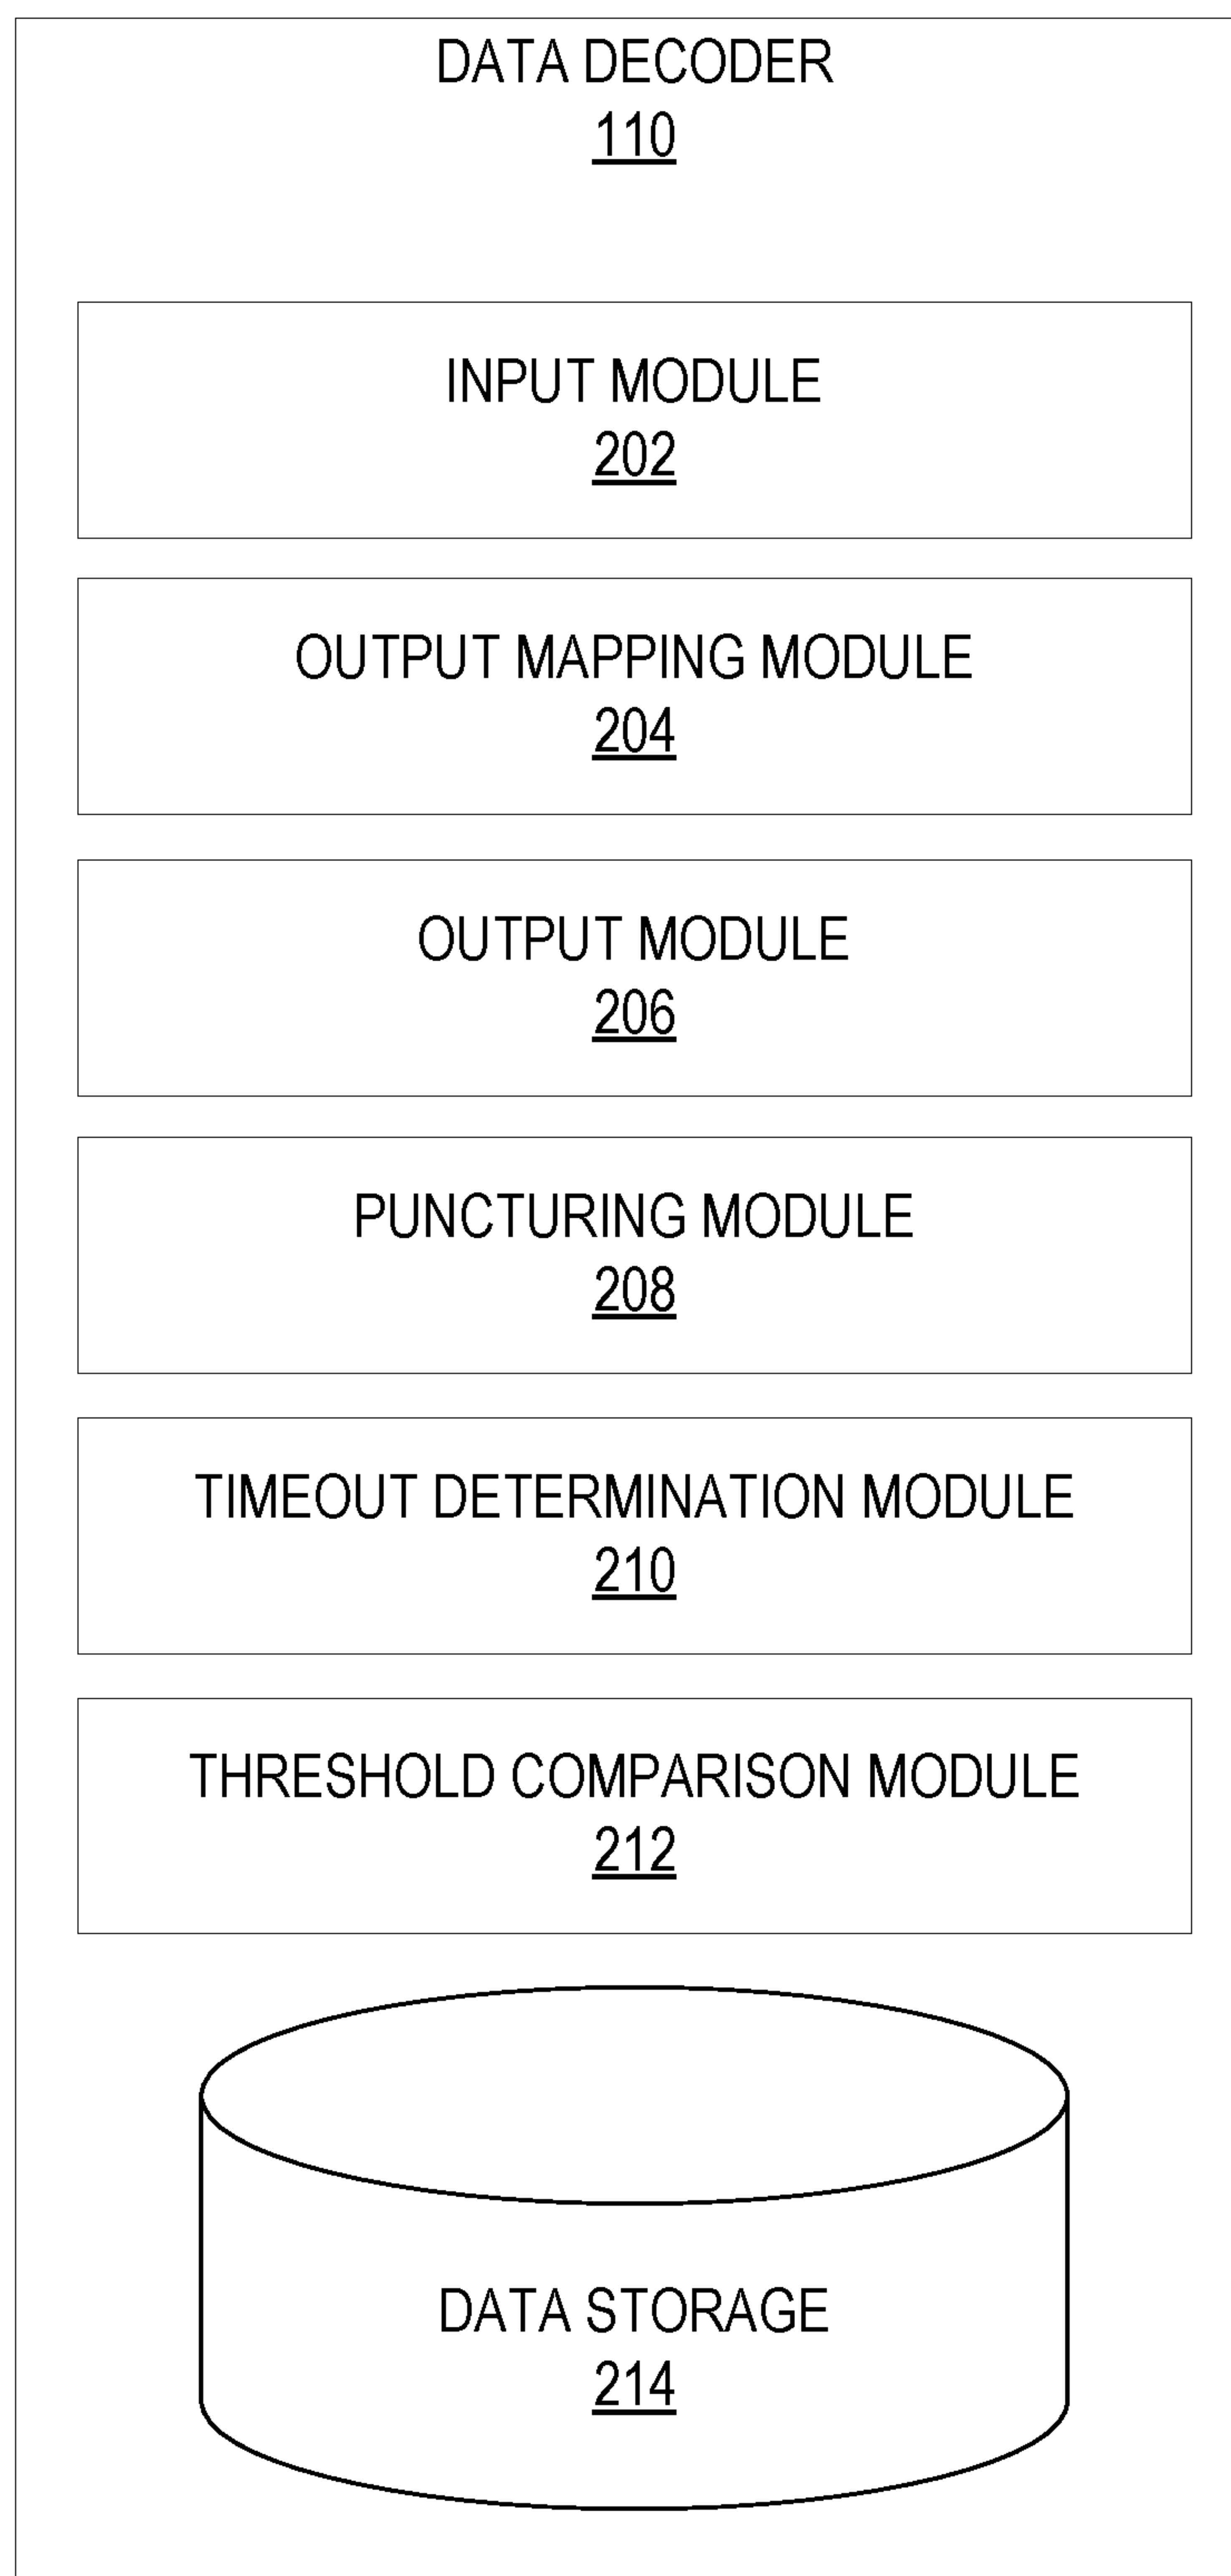 DATA DECODER
110
INPUT MODULE
202
OUTPUT MAPPING MODULE
204
OUTPUT MODULE
206
PUNCTURING MODULE
208
TIMEOUT DETERMINATION MODULE
210
THRESHOLD COMPARISON MODULE
212
DATA STORAGE
214